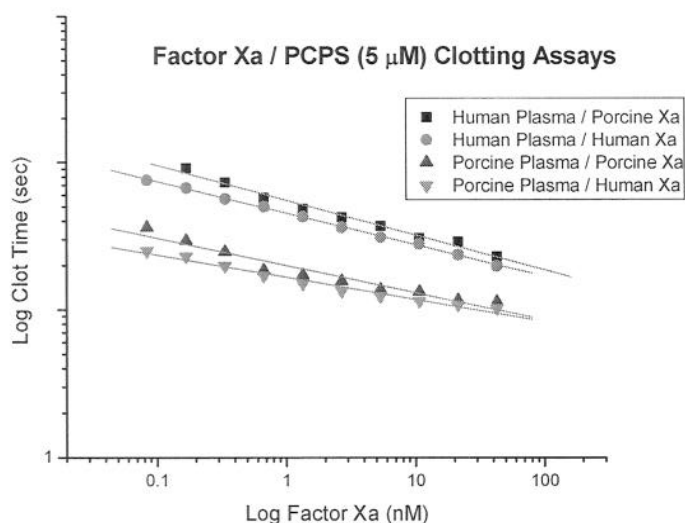 Factor Xa / PCPS (5 μM) Clotting Assays
Human Plasma / Porcine Xa
Human Plasma / Human Xa
Porcine Plasma / Porcine Xa
Porcine Plasma / Human Xa
Log Clot Time (sec)
1
0.1
1
10
100
Log Factor Xa (nM)